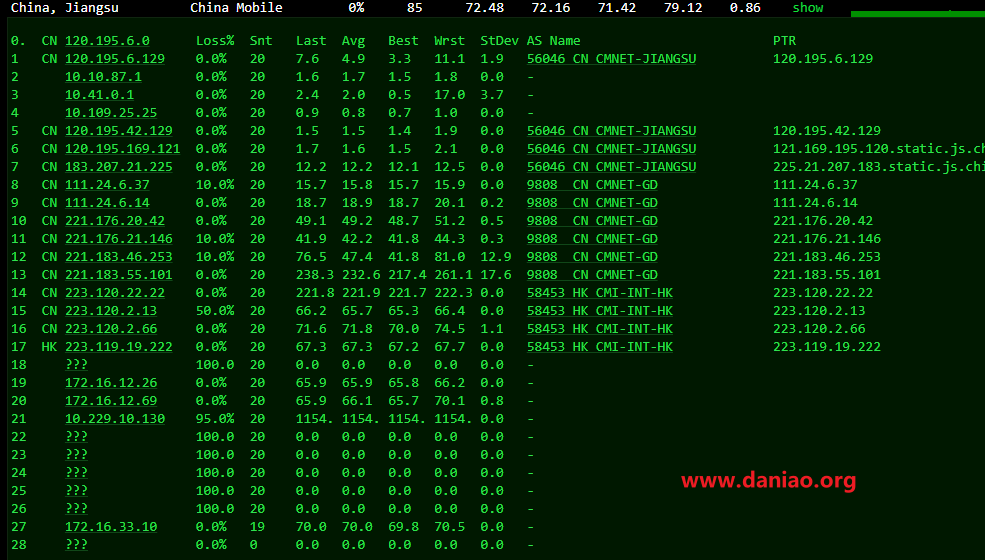 China, Jiangsu China Mobile 0% 85 72.48 72.16 71.42 79.12 0.86 show
0. CN 120.195.6.0 Loss% Snt Last Avg Best Wrst StDev AS Name PTR
1 CN 120.195.6.129 0.0% 20 7.6 4.9 3.3 11.1 1.9 56046 CN CMNET-JIANGSU 120.195.6.129
2 10.10.87.1 0.0% 20 1.6 1.7 1.5 1.8 0.0 -
3 10.41.0.1 0.0% 20 2.4 2.0 0.5 17.0 3.7 -
4 10.109.25.25 0.0% 20 0.9 0.8 0.7 1.0 0.0 -
5 CN 120.195.42.129 0.0% 20 1.5 1.5 1.4 1.9 0.0 56046 CN CMNET-JIANGSU 120.195.42.129
6 CN 120.195.169.121 0.0% 20 1.7 1.6 1.5 2.1 0.0 56046 CN CMNET-JIANGSU 121.169.195.120.static.js.ch
7 CN 183.207.21.225 0.0% 20 12.2 12.2 12.1 12.5 0.0 56046 CN CMNET-JIANGSU 225.21.207.183.static.js.chi
8 CN 111.24.6.37 10.0% 20 15.7 15.8 15.7 15.9 0.0 9808 CN CMNET-GD 111.24.6.37
9 CN 111.24.6.14 0.0% 20 18.7 18.9 18.7 20.1 0.2 9808 CN CMNET-GD 111.24.6.14
10 CN 221.176.20.42 0.0% 20 49.1 49.2 48.7 51.2 0.5 9808 CN CMNET-GD 221.176.20.42
11 CN 221.176.21.146 10.0% 20 41.9 42.2 41.8 44.3 0.3 9808 CN CMNET-GD 221.176.21.146
12 CN 221.183.46.253 10.0% 20 76.5 47.4 41.8 81.0 12.9 9808 CN CMNET-GD 221.183.46.253
13 CN 221.183.55.101 0.0% 20 238.3 232.6 217.4 261.1 17.6 9808 CN CMNET-GD 221.183.55.101
14 CN 223.120.22.22 0.0% 20 221.8 221.9 221.7 222.3 0.0 58453 HK CMI-INT-HK 223.120.22.22
15 CN 223.120.2.13 50.0% 20 66.2 65.7 65.3 66.4 0.0 58453 HK CMI-INT-HK 223.120.2.13
16 CN 223.120.2.66 0.0% 20 71.6 71.8 70.0 74.5 1.1 58453 HK CMI-INT-HK 223.120.2.66
17 HK 223.119.19.222 0.0% 20 67.3 67.3 67.2 67.7 0.0 58453 HK CMI-INT-HK 223.119.19.222
18 ??? 100.0 20 0.0 0.0 0.0 0.0 0.0 -
19 172.16.12.26 0.0% 20 65.9 65.9 65.8 66.2 0.0 -
20 172.16.12.69 0.0% 20 65.9 66.1 65.7 70.1 0.8 -
21 10.229.10.130 95.0% 20 1154. 1154. 1154. 1154. 0.0 -
22 ??? 100.0 20 0.0 0.0 0.0 0.0 0.0 -
23 ??? 100.0 20 0.0 0.0 0.0 0.0 0.0 -
24 ??? 100.0 20 0.0 0.0 0.0 0.0 0.0 -
25 ??? 100.0 20 0.0 0.0 0.0 0.0 0.0 -
26 ??? 100.0 20 0.0 0.0 0.0 0.0 0.0 -
www.daniao.org
27 172.16.33.10 0.0% 19 70.0 70.0 69.8 70.5 0.0 -
28 ??? 0.0% 0 0.0 0.0 0.0 0.0 0.0 -